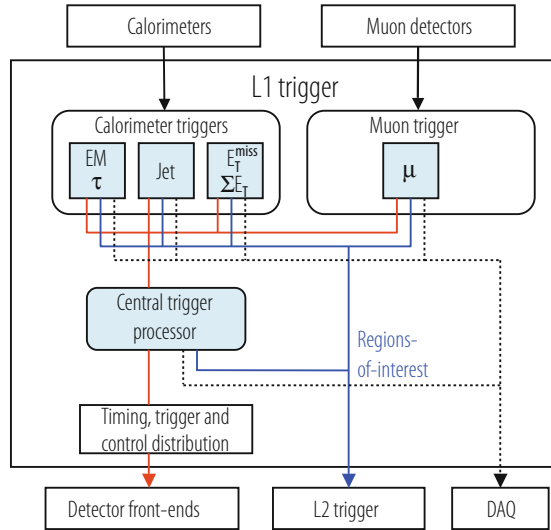 Calorimeters
Muon detectors
L1 trigger
Calorimeter triggers
Muon trigger
EM
τ
Jet
E_T^miss
ΣE_T
μ
Central trigger
processor
Regions-
of-interest
Timing, trigger and
control distribution
Detector front-ends
L2 trigger
DAQ